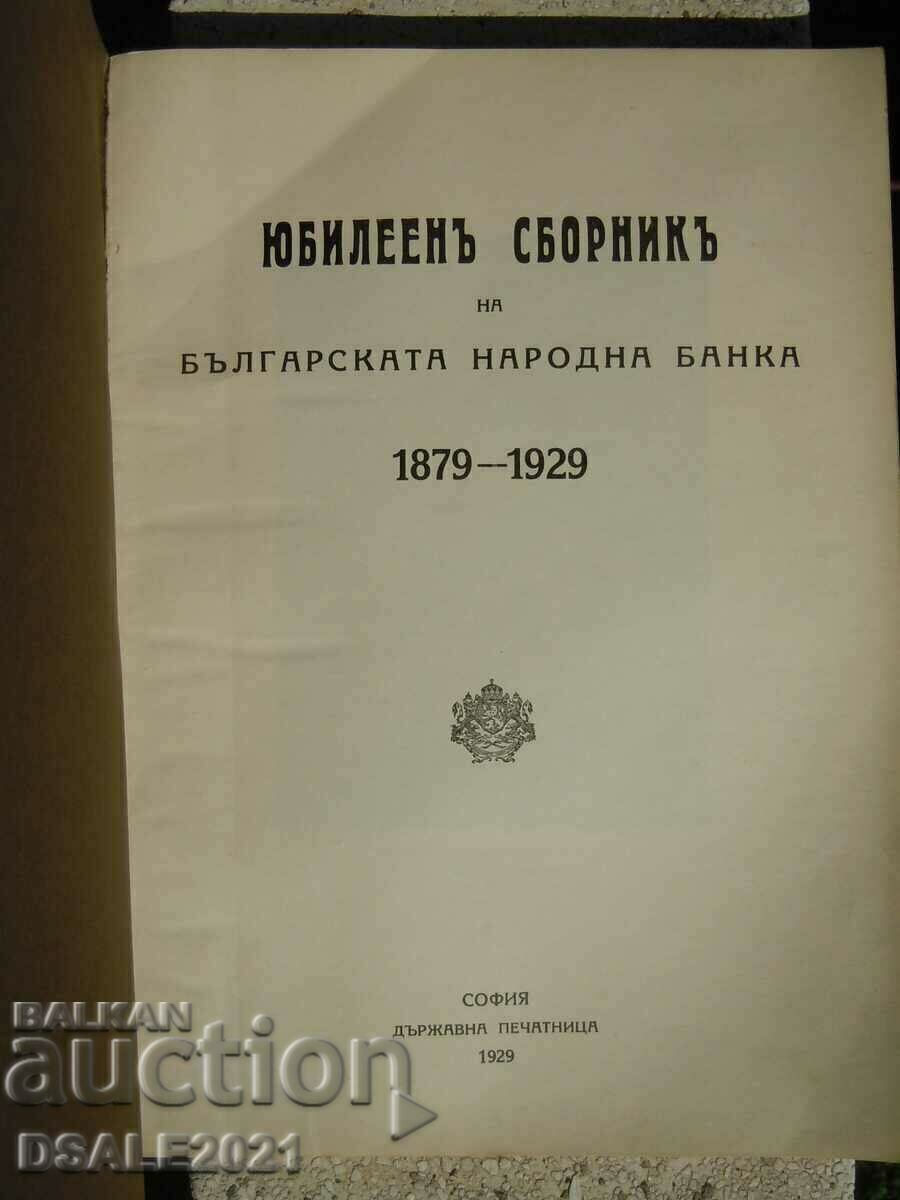 ЮБИЛЕЕНЪ СБОРНИКЪ
НА
БЪЛГАРСКАТА НАРОДНА БАНКА
1879—1929
СОФИЯ
ДЪРЖАВНА ПЕЧАТНИЦА
1929
BALKAN
auction
DSALE2021